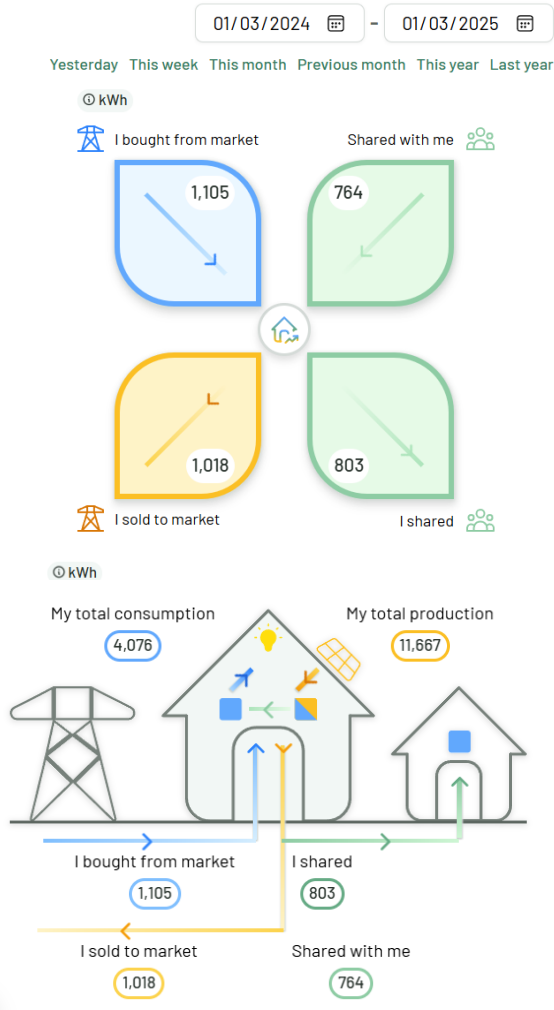 01/03/2024 - 01/03/2025
Yesterday This week This month Previous month This year Last year
kWh
I bought from market Shared with me
1,105 764
1,018 803
I sold to market I shared
kWh
My total consumption My total production
4,076 11,667
I bought from market I shared
1,105 803
I sold to market Shared with me
1,018 764